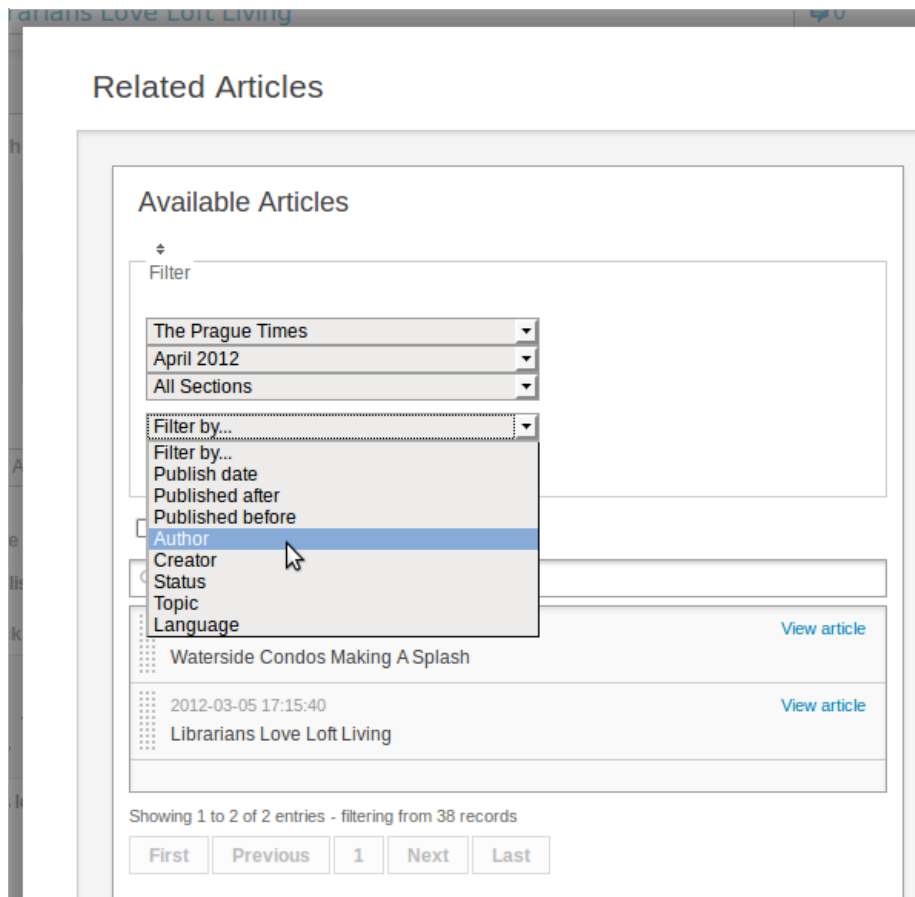 rarians Love Loft Living
0
Related Articles
Available Articles
Filter
The Prague Times
April 2012
All Sections
Filter by...
Filter by...
Publish date
Published after
Published before
Author
Creator
Status
Topic
Language
View article
Waterside Condos Making A Splash
2012-03-05 17:15:40
View article
Librarians Love Loft Living
Showing 1 to 2 of 2 entries - filtering from 38 records
First Previous 1 Next Last